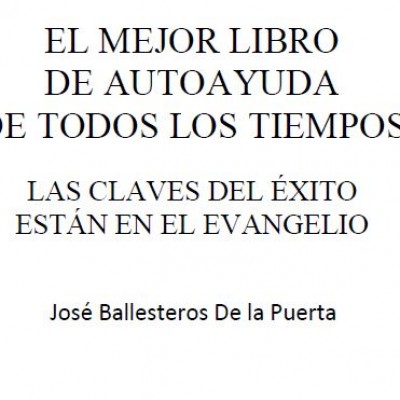 EL MEJOR LIBRO
DE AUTOAYUDA
DE TODOS LOS TIEMPOS
LAS CLAVES DEL ÉXITO
ESTÁN EN EL EVANGELIO
José Ballesteros De la Puerta